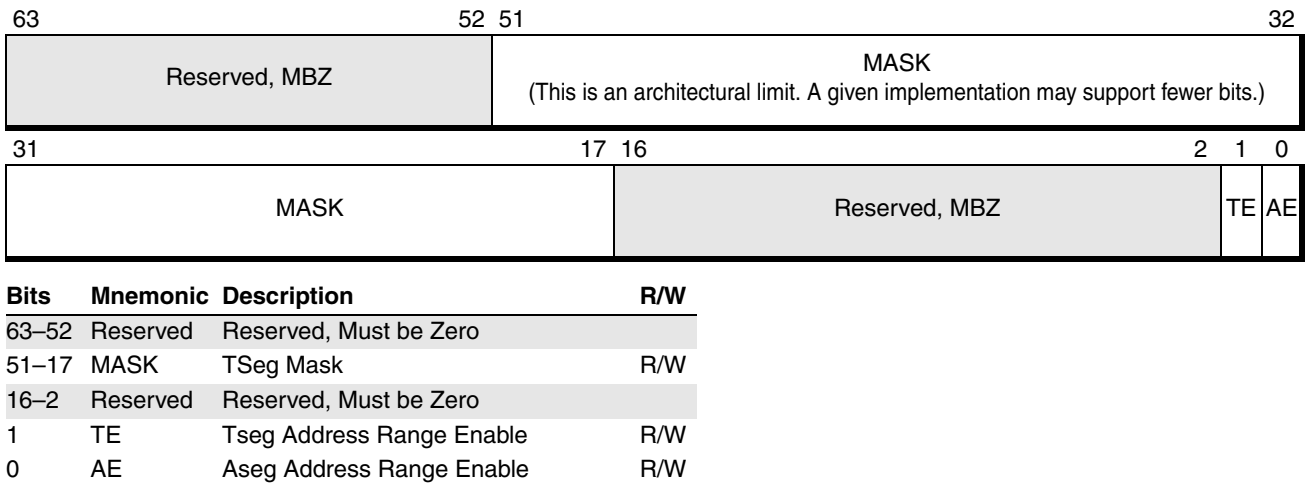 63 52 51 32
Reserved, MBZ
MASK
(This is an architectural limit. A given implementation may support fewer bits.)
31 17 16 2 1 0
MASK Reserved, MBZ TE AE
Bits Mnemonic Description R/W
63–52 Reserved Reserved, Must be Zero
51–17 MASK TSeg Mask R/W
16–2 Reserved Reserved, Must be Zero
1 TE Tseg Address Range Enable R/W
0 AE Aseg Address Range Enable R/W